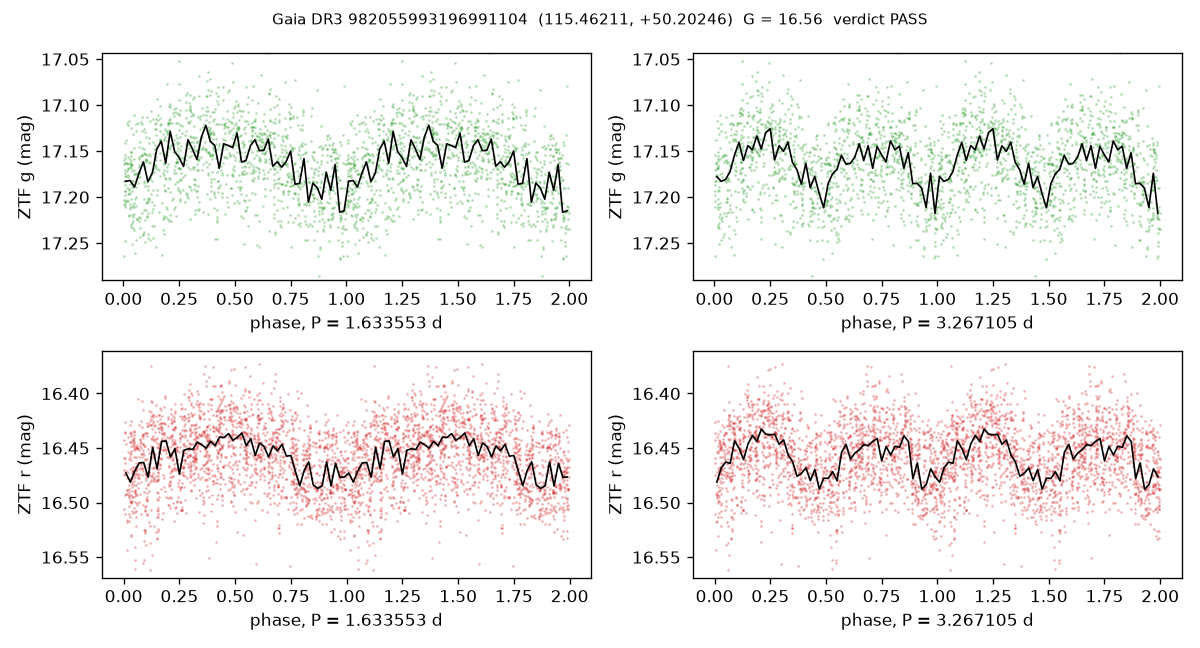 Gaia DR3 982055993196991104 (115.46211, +50.20246) G = 16.56 verdict PASS
17.05
17.10
17.15
17.20
17.25
ZTF g (mag)
0.00 0.25 0.50 0.75 1.00 1.25 1.50 1.75 2.00
phase, P = 1.633553 d
17.05
17.10
17.15
17.20
17.25
ZTF g (mag)
0.00 0.25 0.50 0.75 1.00 1.25 1.50 1.75 2.00
phase, P = 3.267105 d
16.40
16.45
16.50
16.55
ZTF r (mag)
0.00 0.25 0.50 0.75 1.00 1.25 1.50 1.75 2.00
phase, P = 1.633553 d
16.40
16.45
16.50
16.55
ZTF r (mag)
0.00 0.25 0.50 0.75 1.00 1.25 1.50 1.75 2.00
phase, P = 3.267105 d